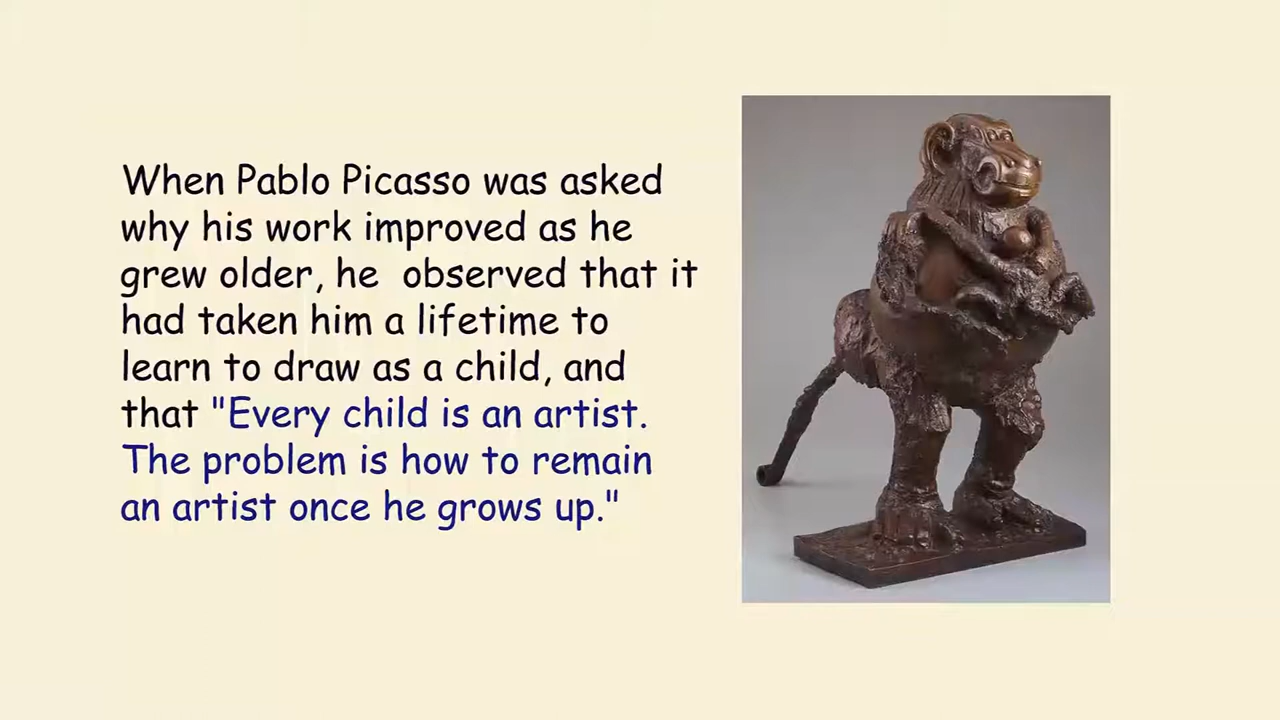 When Pablo Picasso was asked
why his work improved as he
grew older, he  observed that it
had taken him a lifetime to
learn to draw as a child, and
that "Every child is an artist.
The problem is how to remain
an artist once he grows up."